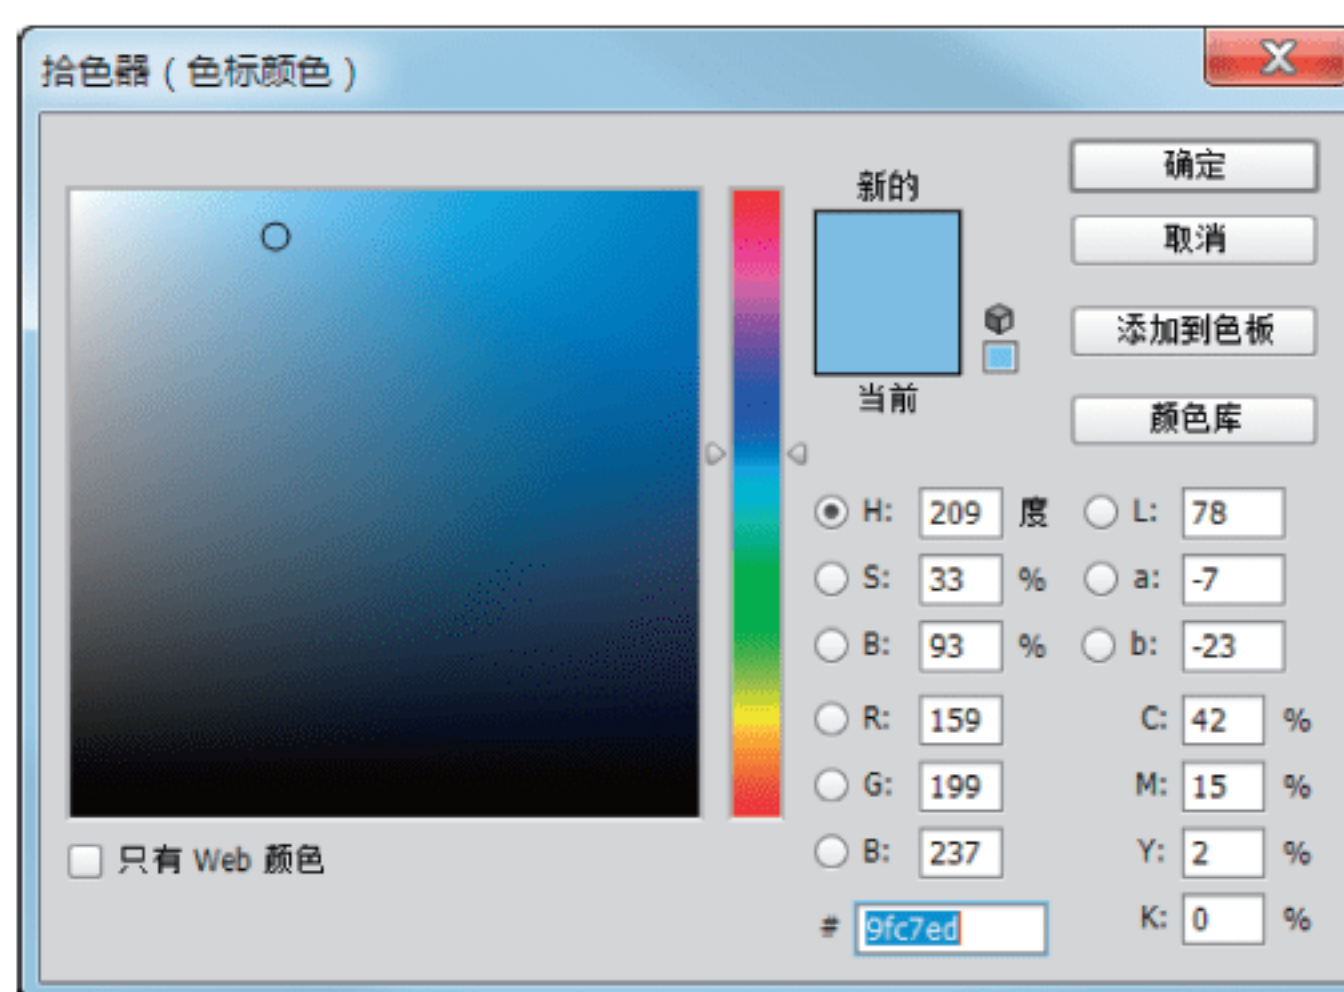 拾色器（色标颜色）
新的
当前
确定
取消
添加到色板
颜色库
H: 209 度
S: 33 %
B: 93 %
R: 159
G: 199
B: 237
# 9fc7ed
L: 78
a: -7
b: -23
C: 42 %
M: 15 %
Y: 2 %
K: 0 %
只有 Web 颜色